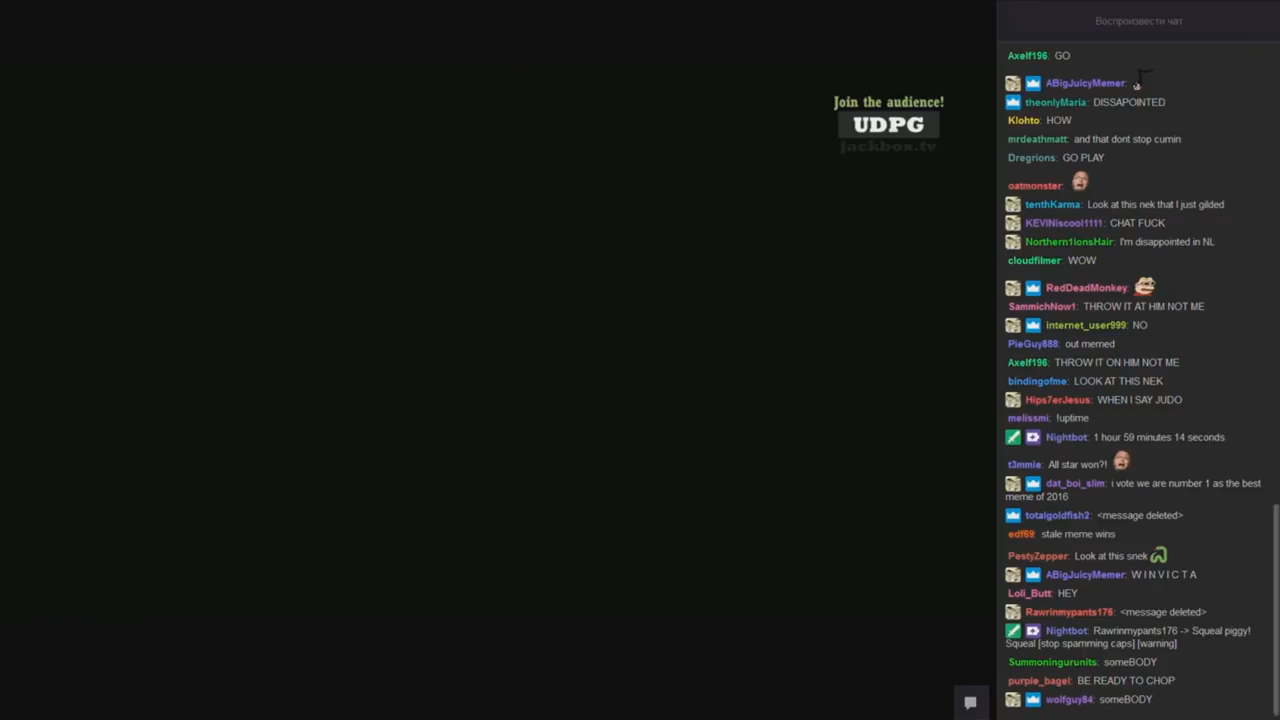 Воспроизвести чат
Join the audience!
UDPG
jackbox.tv
Axelf196: GO
ABigJuicyMemer:
theonlyMaria: DISSAPOINTED
Klohto: HOW
mrdeathmatt: and that dont stop cumin
Dregrions: GO PLAY
oatmonster:
tenthKarma: Look at this nek that I just gilded
KEVINiscool1111: CHAT FUCK
Northern1ionsHair: I'm disappointed in NL
cloudfilmer: WOW
RedDeadMonkey:
SammichNow1: THROW IT AT HIM NOT ME
internet_user999: NO
PieGuy888: out memed
Axelf196: THROW IT ON HIM NOT ME
bindingofme: LOOK AT THIS NEK
Hips7erJesus: WHEN I SAY JUDO
melissmi: !uptime
Nightbot: 1 hour 59 minutes 14 seconds
t3mmie: All star won?!
dat_boi_slim: i vote we are number 1 as the best
meme of 2016
totalgoldfish2: <message deleted>
edf69: stale meme wins
PestyZepper: Look at this snek
ABigJuicyMemer: W I N V I C T A
Loli_Butt: HEY
Rawrinmypants176: <message deleted>
Nightbot: Rawrinmypants176 -> Squeal piggy!
Squeal [stop spamming caps] [warning]
Summoningurunits: someBODY
purple_bagel: BE READY TO CHOP
wolfguy84: someBODY